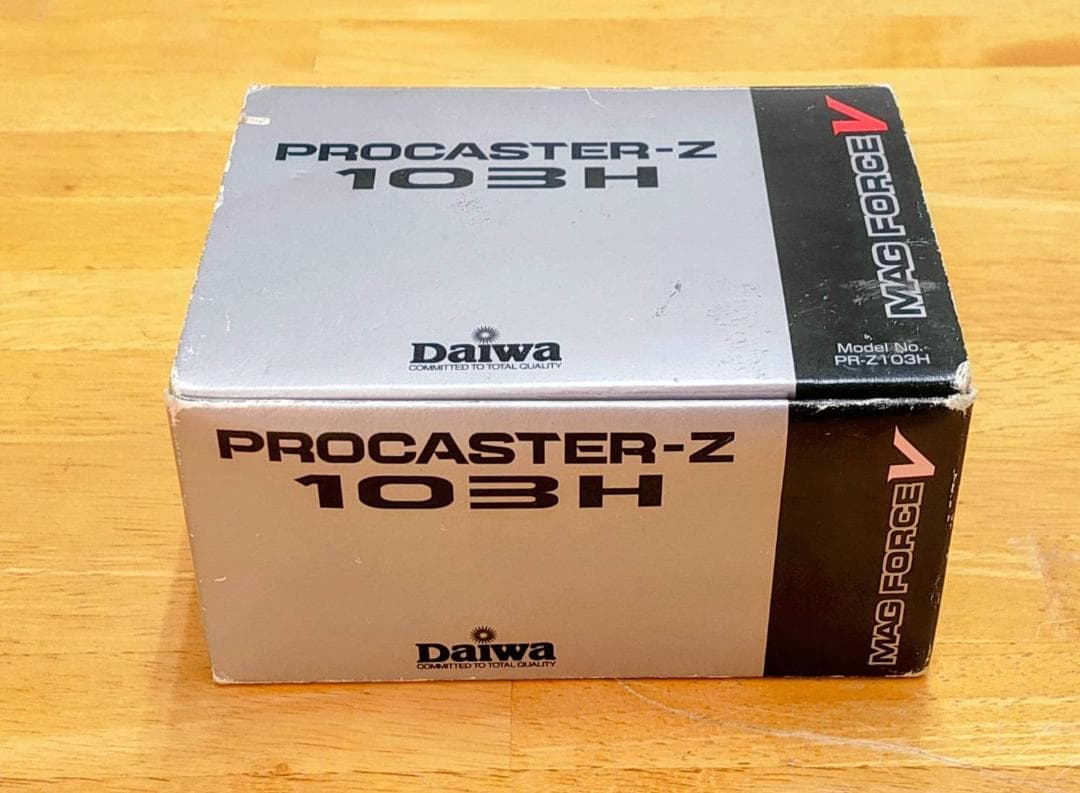 PROCASTER-Z
103H
Daiwa
COMMITTED TO TOTAL QUALITY
MAG FORCE V
Model No.
PR-Z103H
PROCASTER-Z
103H
Daiwa
COMMITTED TO TOTAL QUALITY
MAG FORCE V